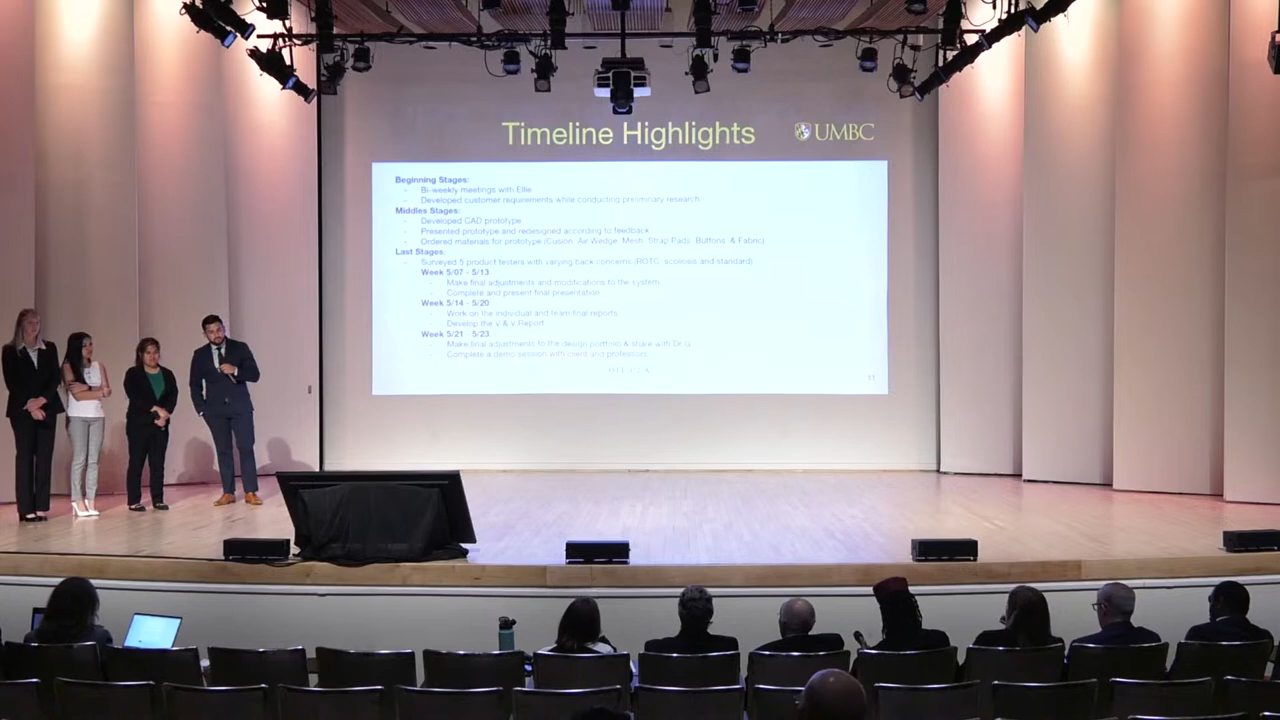 Timeline Highlights
UMBC
Beginning Stages:
- Bi-weekly meetings with Ellie
- Developed customer requirements while conducting preliminary research
Middles Stages:
- Developed CAD prototype
- Presented prototype and redesigned according to feedback
- Ordered materials for prototype (Cusion, Air Wedge, Mesh, Strap Pads, Buttons, & Fabric)
Last Stages:
- Surveyed 5 product testers with varying back concerns (ROTC, scoliosis and standard)
Week 5/07 - 5/13
- Make final adjustments and modifications to the system
- Complete and present final presentation
Week 5/14 - 5/20
- Work on the individual and team final reports
- Develop the V & V Report
Week 5/21 - 5/23
- Make final adjustments to the design portfolio & share with Dr. G
- Complete a demo session with client and professors
11